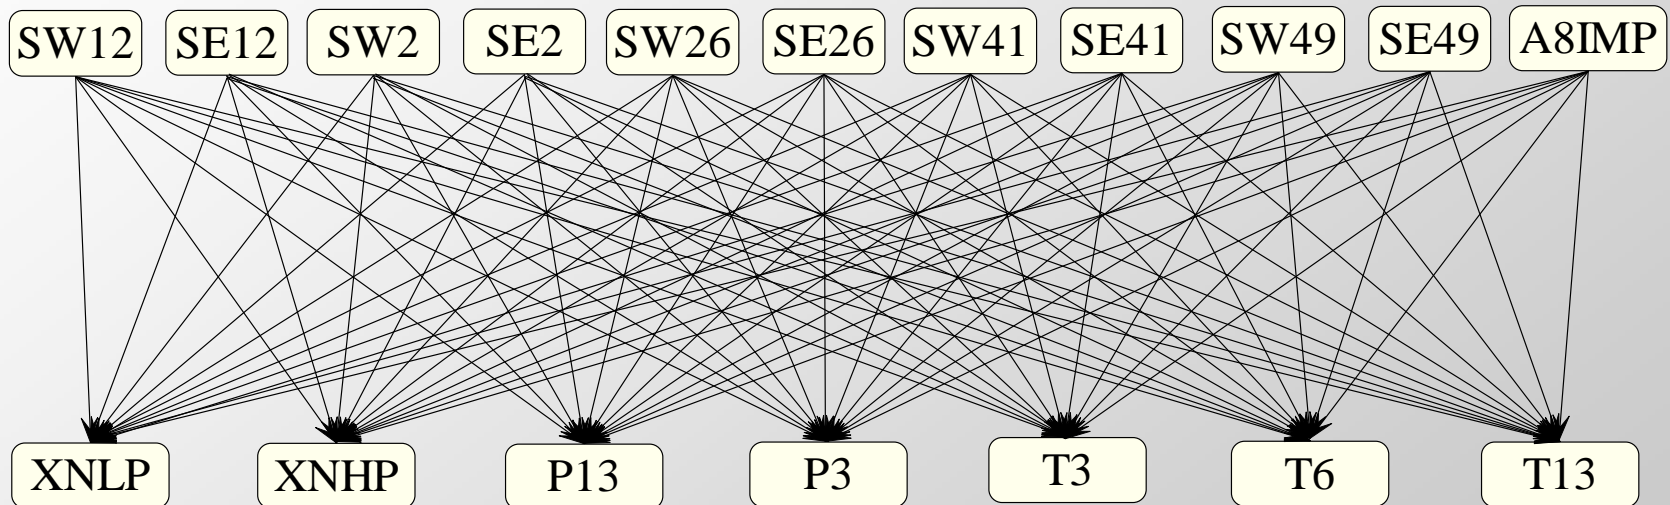 SW12 SE12 SW2 SE2 SW26 SE26 SW41 SE41 SW49 SE49 A8IMP
XNLP XNHP P13 P3 T3 T6 T13